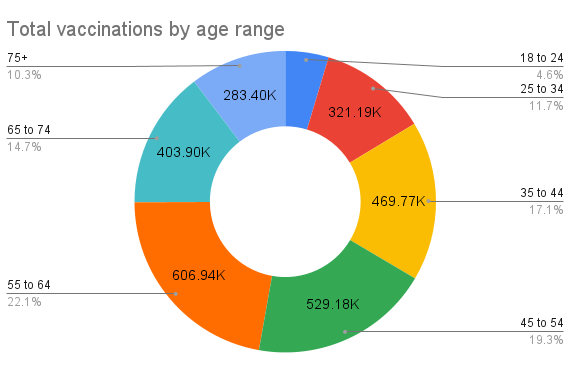 Total vaccinations by age range
75+
10.3%
18 to 24
4.6%
25 to 34
11.7%
283.40K
321.19K
65 to 74
14.7%
403.90K
35 to 44
17.1%
469.77K
55 to 64
22.1%
606.94K
529.18K
45 to 54
19.3%